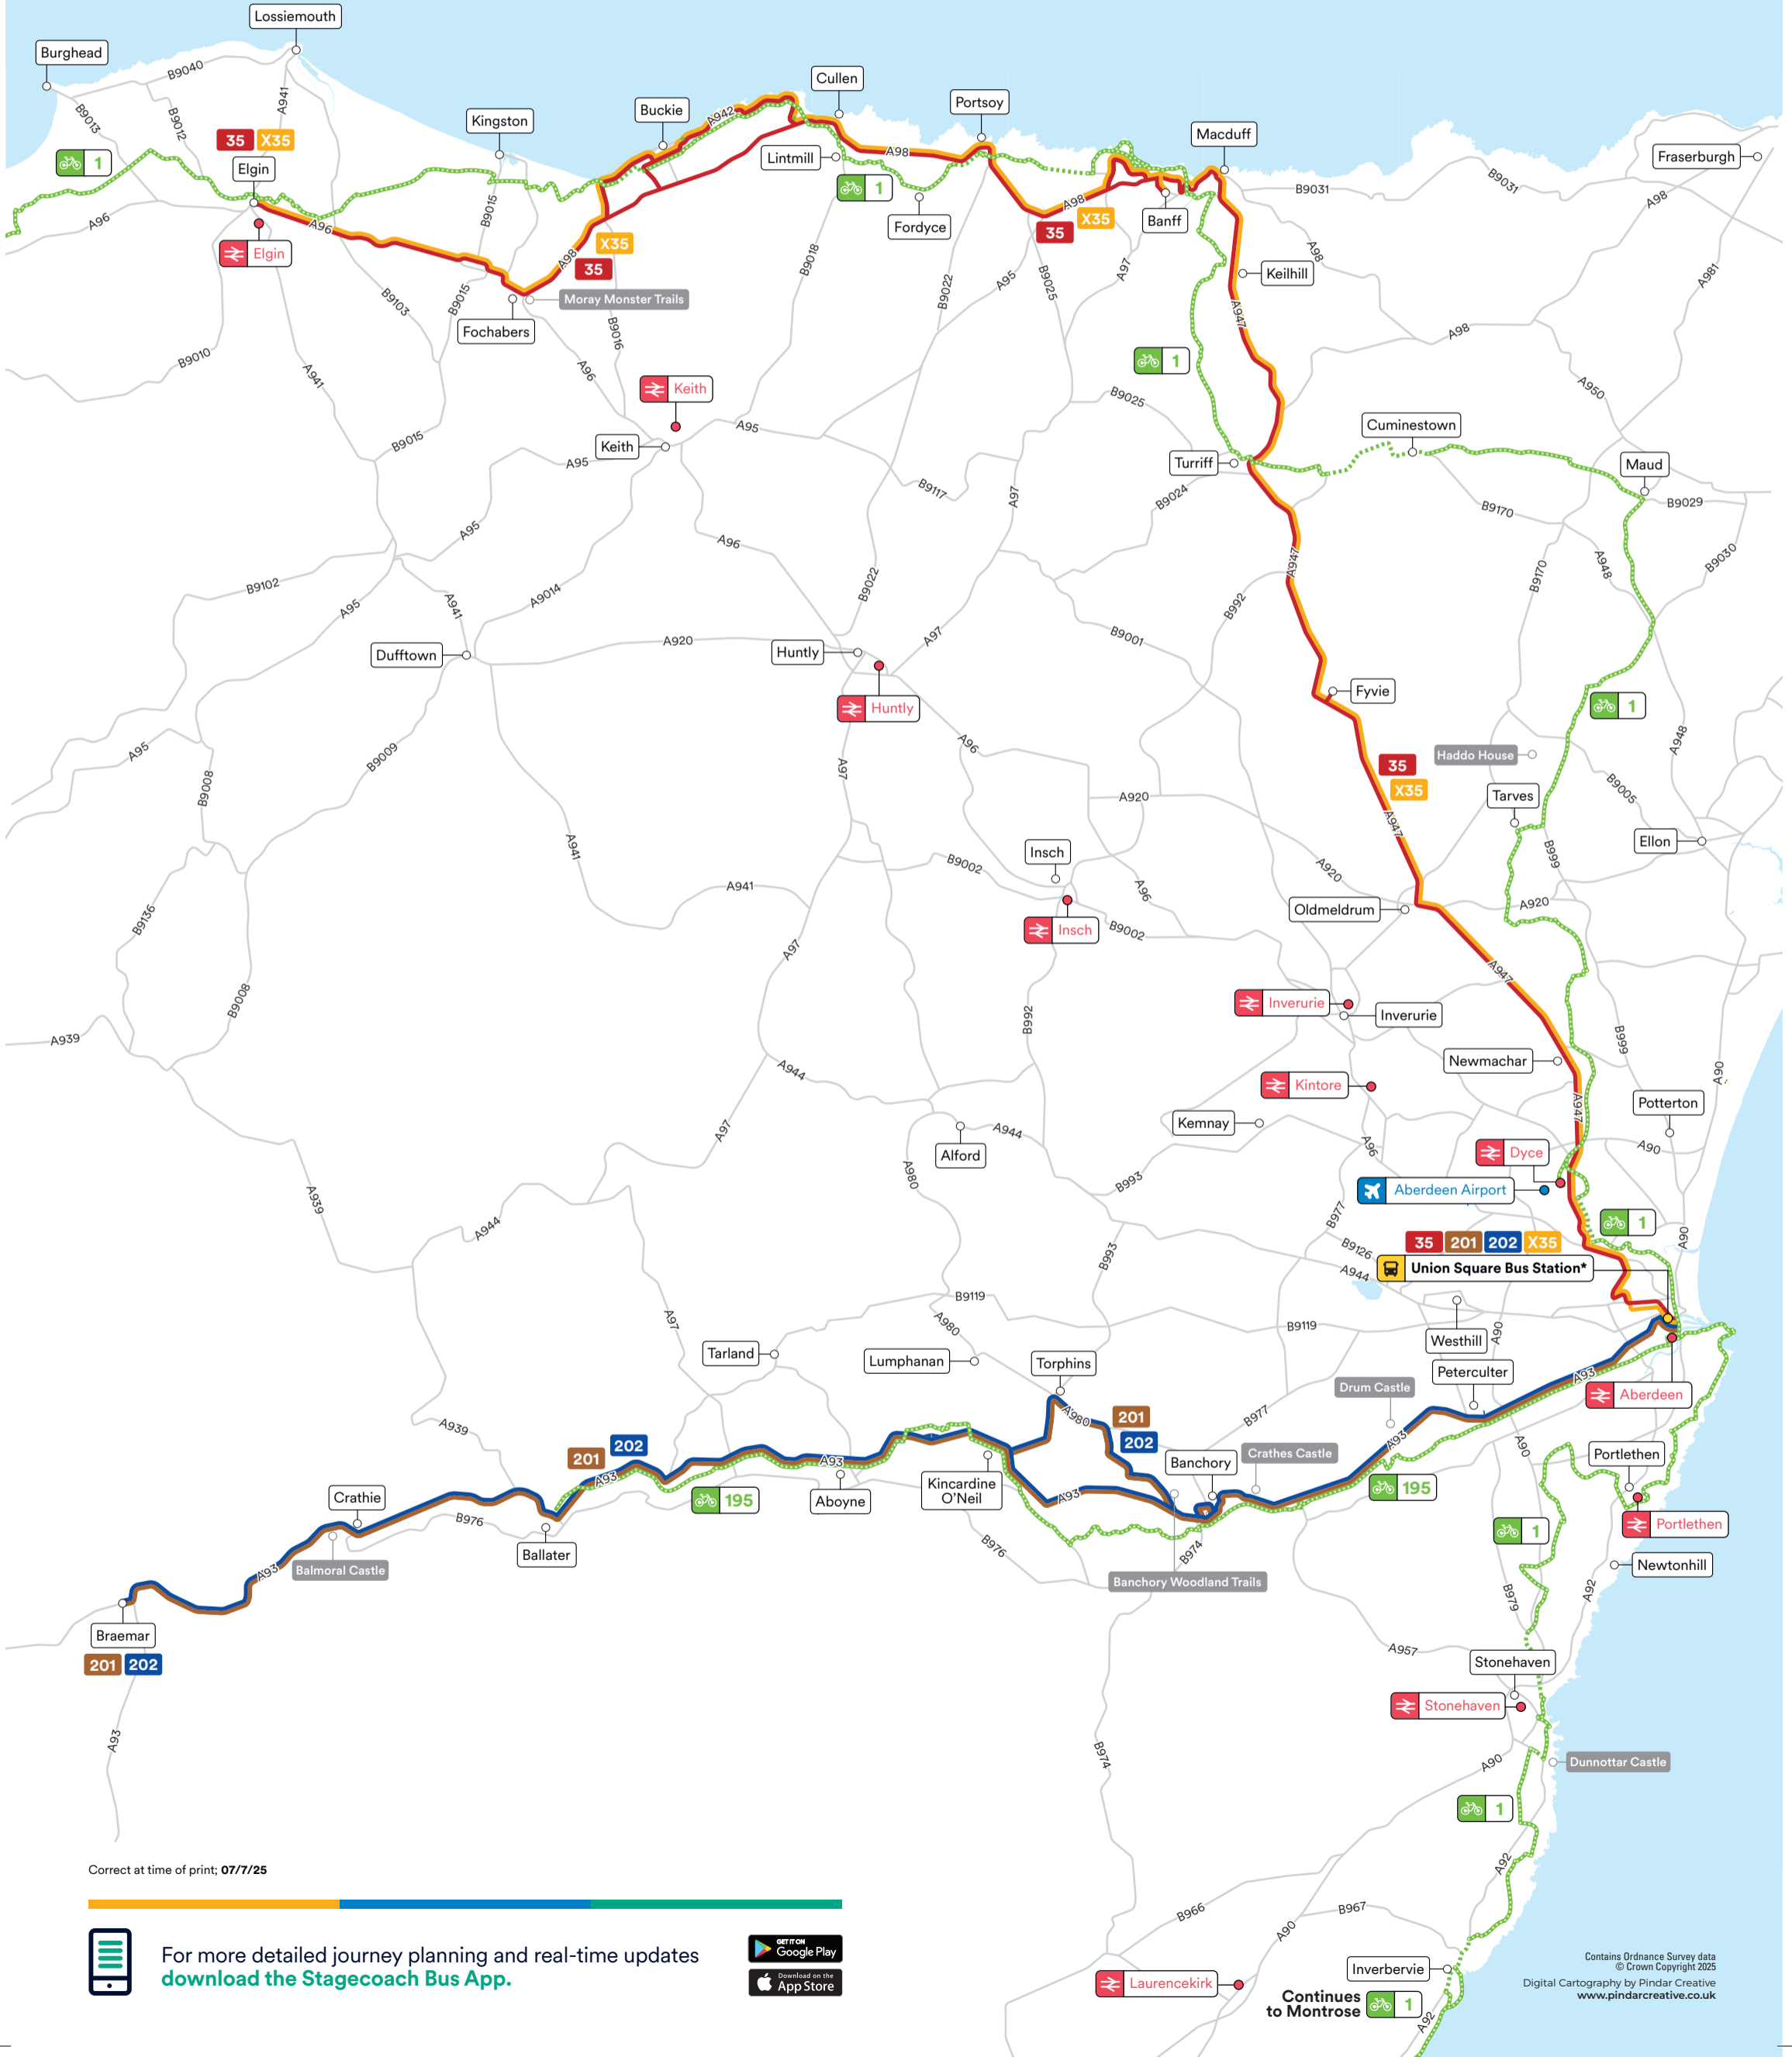 Lossiemouth
Burghead
B9040
A941
B9013
B9012
Cullen
Buckie
A942
Portsoy
Kingston
Macduff
Fraserburgh
35 X35
Elgin
1
Lintmill
A98
1
B9031
B9031
A98
A96
A96
Elgin
B9015
Fordyce
A98
X35
35
Banff
X35
35
A98
B9018
B9022
A95
B9025
A97
Keilhill
A98
A981
Moray Monster Trails
Fochabers
B9103
B9015
B9016
A947
A98
B9010
A941
A96
1
Keith
B9025
A950
Keith
A95
B9015
A95
Cuminestown
Turriff
Maud
B9117
A97
B9024
B9170
B9029
A95
A96
A947
B9170
A948
B9030
B9102
A95
A941
A9014
B9022
B992
Dufftown
A920
Huntly
A97
B9001
Huntly
Fyvie
1
A95
B9009
A96
A97
Haddo House
A948
35
X35
B9008
A920
Tarves
B9005
A947
A941
Insch
B9002
Ellon
B999
A920
A96
A941
B9136
Oldmeldrum
A920
Insch
B9002
A97
A947
B9008
Inverurie
Inverurie
B992
A939
B999
Newmachar
A944
Kintore
A90
A947
Potterton
Kemnay
A97
A944
Alford
A96
A90
Dyce
A980
B993
Aberdeen Airport
A939
A944
B977
1
A90
35 201 202 X35
B9126
Union Square Bus Station*
B993
A944
B9119
A97
A980
B9119
Westhill
A90
Tarland
Lumphanan
Torphins
Peterculter
A93
Drum Castle
Aberdeen
A980
201
202
B977
A939
A93
A90
201
202
A93
A93
Banchory
Crathes Castle
Portlethen
Kincardine
O'Neil
195
195
Crathie
Aboyne
A93
Portlethen
B976
1
Ballater
B976
B974
Newtonhill
Balmoral Castle
A93
Banchory Woodland Trails
B979
A92
Braemar
201 202
A957
Stonehaven
Stonehaven
A93
B974
A90
Dunnottar Castle
1
A92
Correct at time of print; 07/7/25
B966
B967
A90
For more detailed journey planning and real-time updates
download the Stagecoach Bus App.
GET IT ON
Google Play
Download on the
App Store
Inverbervie
Laurencekirk
Continues
to Montrose
1
A92
Contains Ordnance Survey data
© Crown Copyright 2025
Digital Cartography by Pindar Creative
www.pindarcreative.co.uk